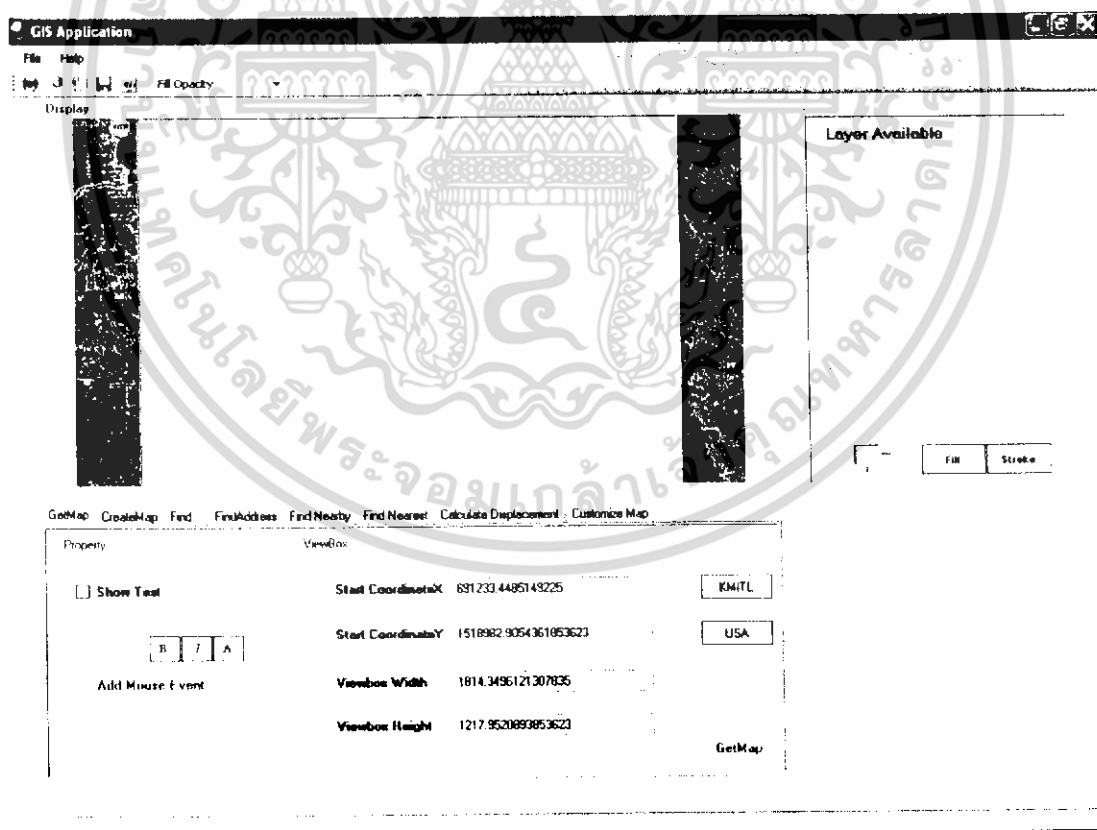 GIS Application
File Help
Fill Opacity
Display
Layer Available
Fill Stroke
GetMap CreateMap Find FindAddress Find Nearby Find Nearest Calculate Displacement Customize Map
Property ViewBox
Show Text Start CoordinateX 691233.4485149225 KMITL
Start CoordinateY 1518982.9054361853623 USA
B I A
Add Mouse Event Viewbox Width 1814.3496121307835
Viewbox Height 1217.9520893853623
GetMap